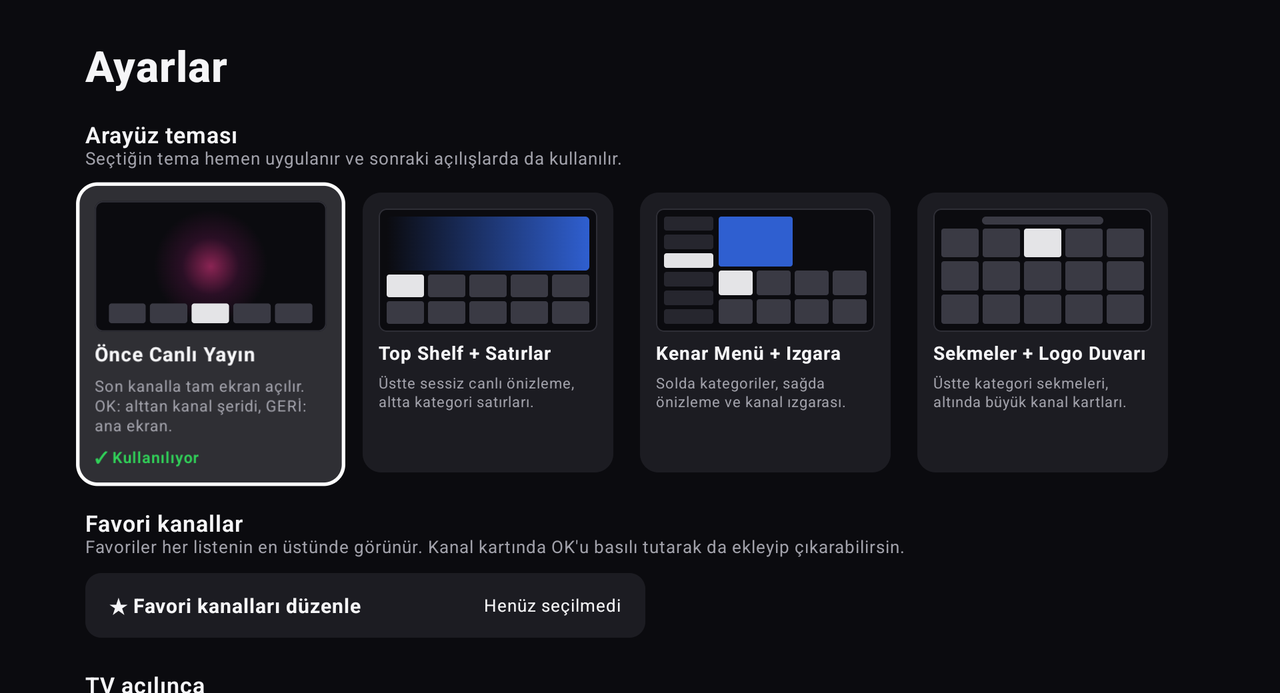 Ayarlar
Arayüz teması
Seçtiğin tema hemen uygulanır ve sonraki açılışlarda da kullanılır.
Önce Canlı Yayın
Son kanalla tam ekran açılır.
OK: alttan kanal şeridi, GERİ:
ana ekran.
✓ Kullanılıyor
Top Shelf + Satırlar
Üstte sessiz canlı önizleme,
altta kategori satırları.
Kenar Menü + Izgara
Solda kategoriler, sağda
önizleme ve kanal ızgarası.
Sekmeler + Logo Duvarı
Üstte kategori sekmeleri,
altında büyük kanal kartları.
Favori kanallar
Favoriler her listenin en üstünde görünür. Kanal kartında OK'u basılı tutarak da ekleyip çıkarabilirsin.
★ Favori kanalları düzenle
Henüz seçilmedi
TV açılınca